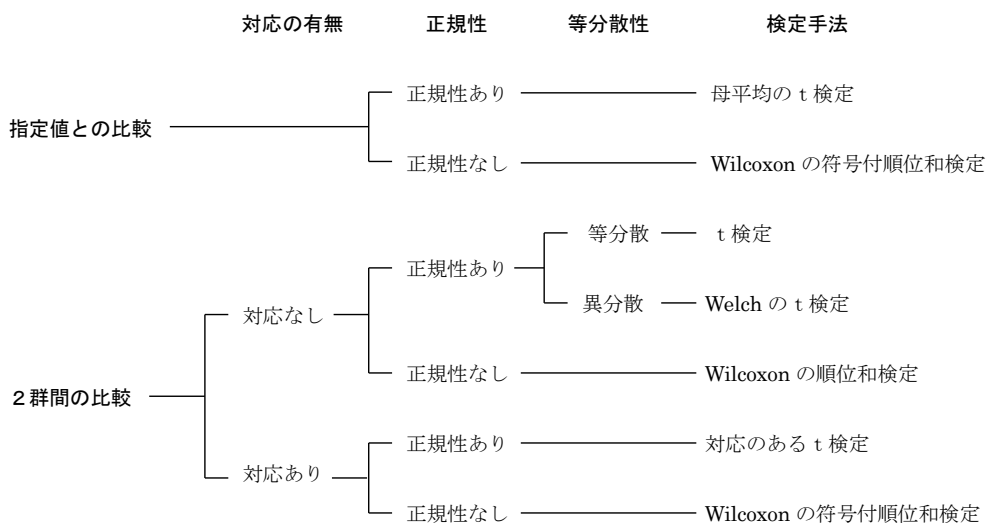 対応の有無 正規性 等分散性 検定手法
正規性あり 母平均の t 検定
指定値との比較
正規性なし Wilcoxon の符号付順位和検定
等分散 t 検定
正規性あり
異分散 Welch の t 検定
対応なし
正規性なし Wilcoxon の順位和検定
2群間の比較
正規性あり 対応のある t 検定
対応あり
正規性なし Wilcoxon の符号付順位和検定